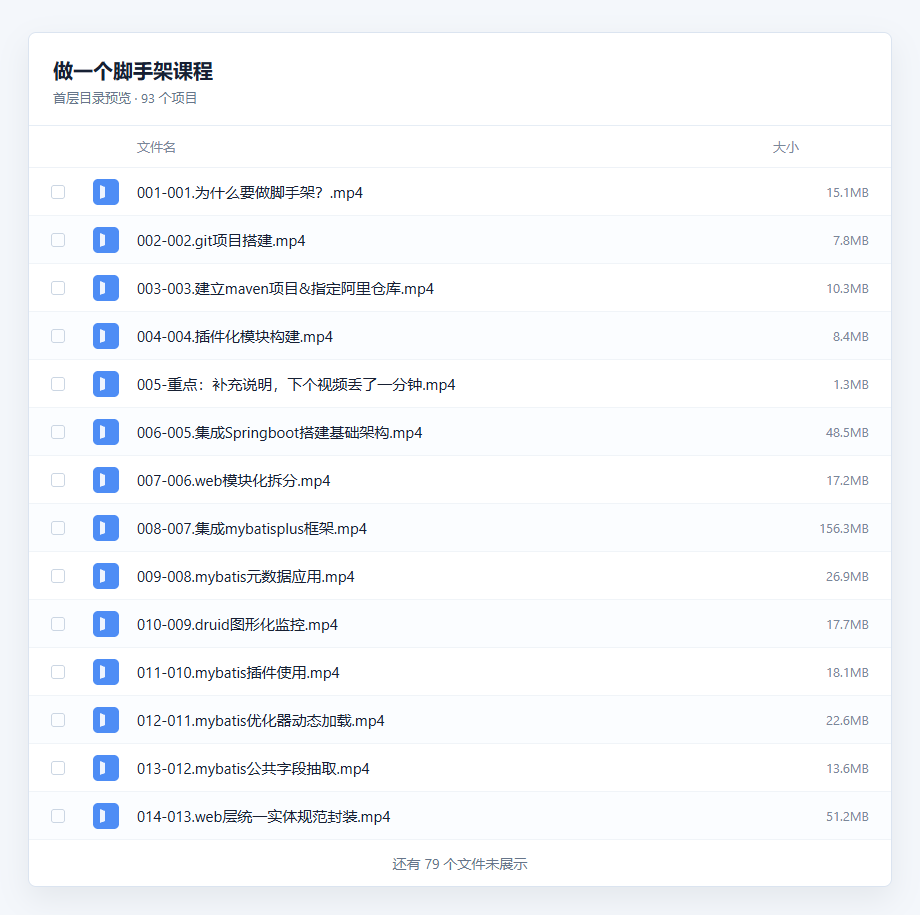 做一个脚手架课程
首层目录预览 · 93 个项目
文件名 大小
001-001.为什么要做脚手架？.mp4 15.1MB
002-002.git项目搭建.mp4 7.8MB
003-003.建立maven项目&指定阿里仓库.mp4 10.3MB
004-004.插件化模块构建.mp4 8.4MB
005-重点：补充说明，下个视频丢了一分钟.mp4 1.3MB
006-005.集成Springboot搭建基础架构.mp4 48.5MB
007-006.web模块化拆分.mp4 17.2MB
008-007.集成mybatisplus框架.mp4 156.3MB
009-008.mybatis元数据应用.mp4 26.9MB
010-009.druid图形化监控.mp4 17.7MB
011-010.mybatis插件使用.mp4 18.1MB
012-011.mybatis优化器动态加载.mp4 22.6MB
013-012.mybatis公共字段抽取.mp4 13.6MB
014-013.web层统一实体规范封装.mp4 51.2MB
还有 79 个文件未展示